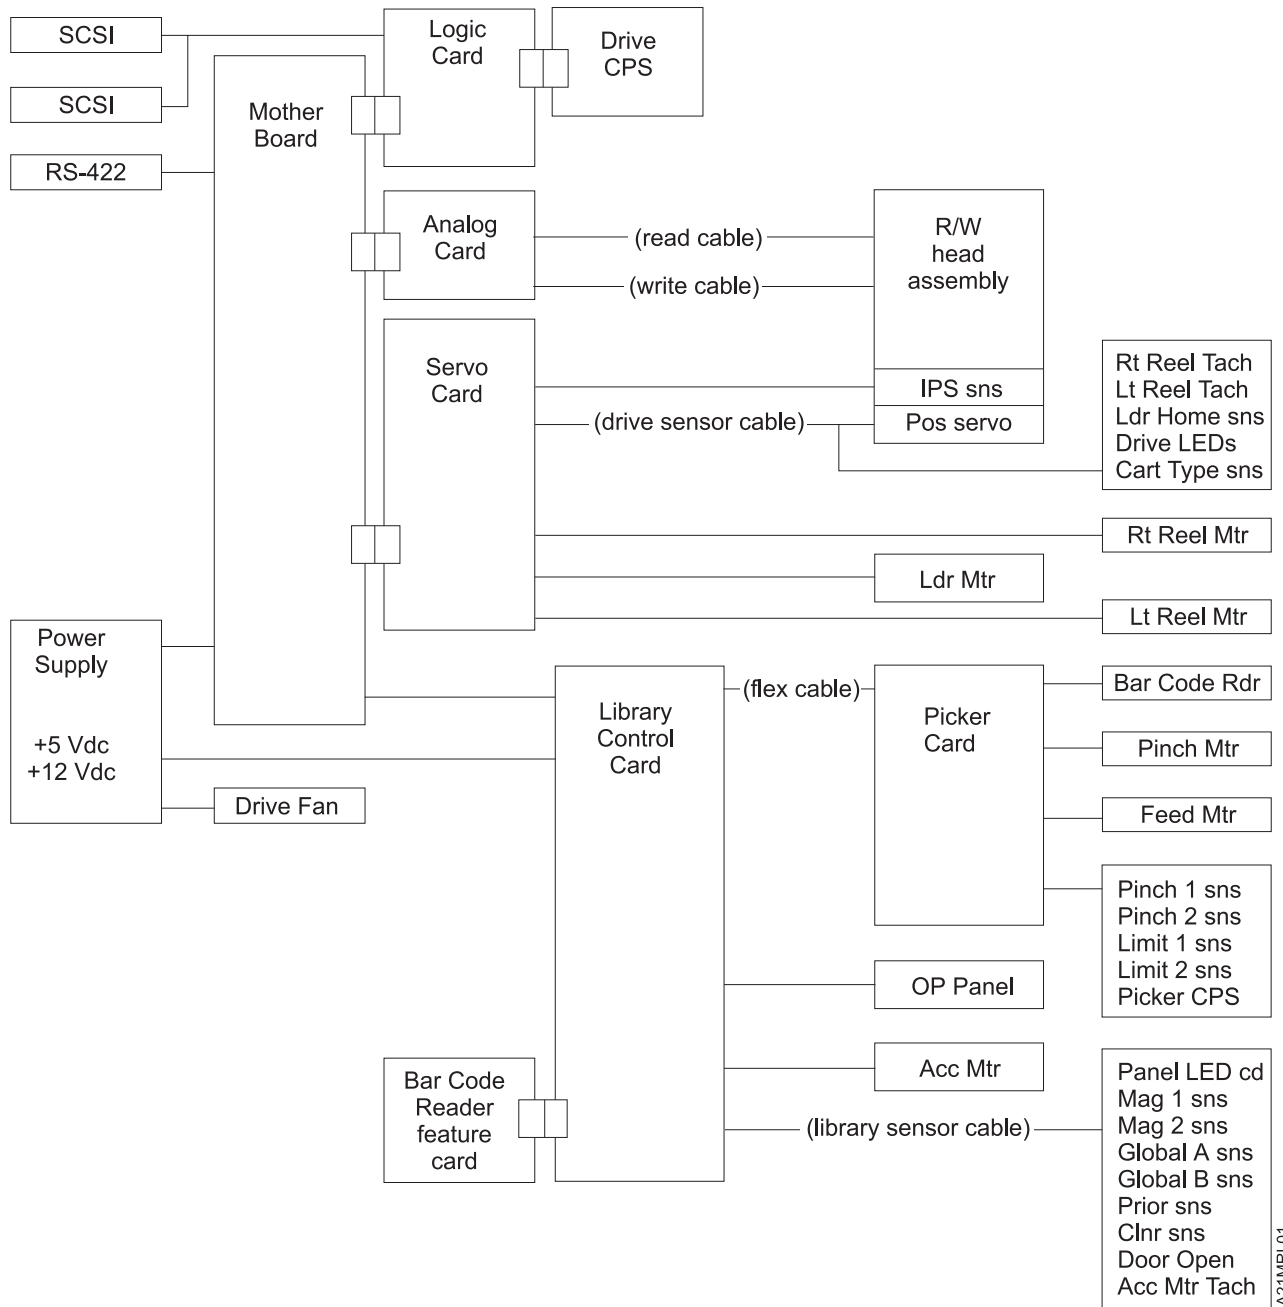 SCSI
SCSI
RS-422
Mother
Board
Logic
Card
Drive
CPS
Analog
Card
(read cable)
(write cable)
R/W
head
assembly
IPS sns
Pos servo
Servo
Card
(drive sensor cable)
Rt Reel Tach
Lt Reel Tach
Ldr Home sns
Drive LEDs
Cart Type sns
Rt Reel Mtr
Ldr Mtr
Lt Reel Mtr
Power
Supply
+5 Vdc
+12 Vdc
Drive Fan
Library
Control
Card
(flex cable)
Picker
Card
Bar Code Rdr
Pinch Mtr
Feed Mtr
Pinch 1 sns
Pinch 2 sns
Limit 1 sns
Limit 2 sns
Picker CPS
OP Panel
Acc Mtr
Bar Code
Reader
feature
card
(library sensor cable)
Panel LED cd
Mag 1 sns
Mag 2 sns
Global A sns
Global B sns
Prior sns
Clnr sns
Door Open
Acc Mtr Tach